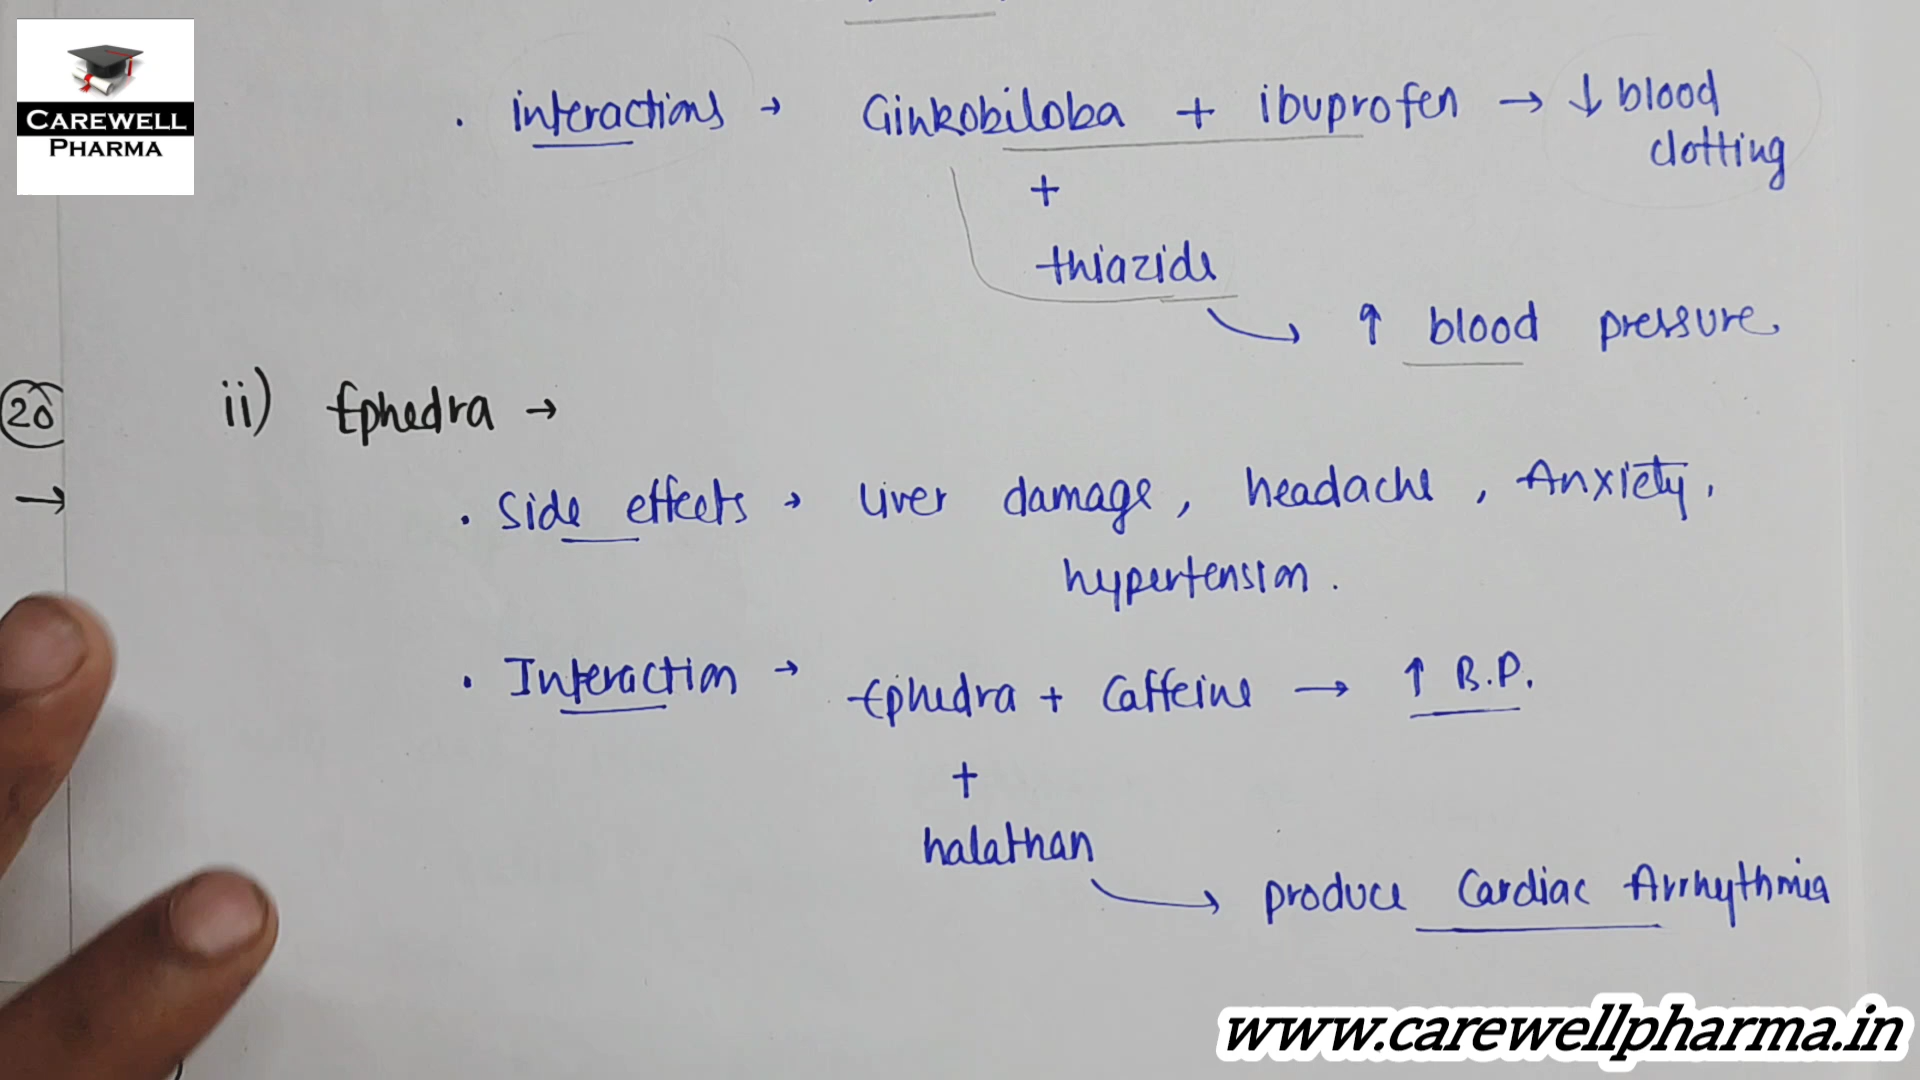 CAREWELL
PHARMA
. interactions → Ginkobiloba + ibuprofen → ↓ blood
clotting
+
thiazide
→ ↑ blood pressure.
20
ii) Ephedra →
→
. Side effects → liver damage, headache, Anxiety,
hypertension.
. Interaction → Ephedra + Caffeine → ↑ B.P.
+
halathan
→ produce Cardiac Arrhythmia
www.carewellpharma.in